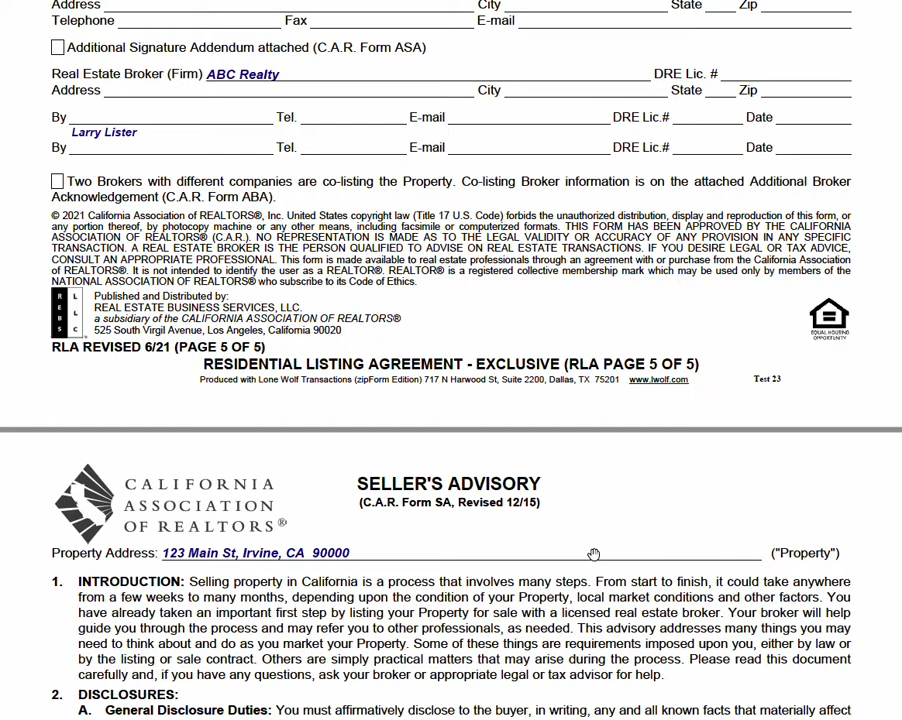 Address City State Zip
Telephone Fax E-mail
Additional Signature Addendum attached (C.A.R. Form ASA)
Real Estate Broker (Firm) ABC Realty DRE Lic. #
Address City State Zip
By Tel. E-mail DRE Lic.# Date
Larry Lister
By Tel. E-mail DRE Lic.# Date
Two Brokers with different companies are co-listing the Property. Co-listing Broker information is on the attached Additional Broker
Acknowledgement (C.A.R. Form ABA).
© 2021 California Association of REALTORS®, Inc. United States copyright law (Title 17 U.S. Code) forbids the unauthorized distribution, display and reproduction of this form, or
any portion thereof, by photocopy machine or any other means, including facsimile or computerized formats. THIS FORM HAS BEEN APPROVED BY THE CALIFORNIA
ASSOCIATION OF REALTORS® (C.A.R.). NO REPRESENTATION IS MADE AS TO THE LEGAL VALIDITY OR ACCURACY OF ANY PROVISION IN ANY SPECIFIC
TRANSACTION. A REAL ESTATE BROKER IS THE PERSON QUALIFIED TO ADVISE ON REAL ESTATE TRANSACTIONS. IF YOU DESIRE LEGAL OR TAX ADVICE,
CONSULT AN APPROPRIATE PROFESSIONAL. This form is made available to real estate professionals through an agreement with or purchase from the California Association
of REALTORS®. It is not intended to identify the user as a REALTOR®. REALTOR® is a registered collective membership mark which may be used only by members of the
NATIONAL ASSOCIATION OF REALTORS® who subscribe to its Code of Ethics.
R L
E L
B L
S C
Published and Distributed by:
REAL ESTATE BUSINESS SERVICES, LLC.
a subsidiary of the CALIFORNIA ASSOCIATION OF REALTORS®
525 South Virgil Avenue, Los Angeles, California 90020
EQUAL HOUSING
OPPORTUNITY
RLA REVISED 6/21 (PAGE 5 OF 5)
RESIDENTIAL LISTING AGREEMENT - EXCLUSIVE (RLA PAGE 5 OF 5)
Produced with Lone Wolf Transactions (zipForm Edition) 717 N Harwood St, Suite 2200, Dallas, TX 75201 www.lwolf.com Test 23
CALIFORNIA
ASSOCIATION
OF REALTORS®
SELLER'S ADVISORY
(C.A.R. Form SA, Revised 12/15)
Property Address: 123 Main St, Irvine, CA 90000 ("Property")
1. INTRODUCTION: Selling property in California is a process that involves many steps. From start to finish, it could take anywhere
from a few weeks to many months, depending upon the condition of your Property, local market conditions and other factors. You
have already taken an important first step by listing your Property for sale with a licensed real estate broker. Your broker will help
guide you through the process and may refer you to other professionals, as needed. This advisory addresses many things you may
need to think about and do as you market your Property. Some of these things are requirements imposed upon you, either by law or
by the listing or sale contract. Others are simply practical matters that may arise during the process. Please read this document
carefully and, if you have any questions, ask your broker or appropriate legal or tax advisor for help.
2. DISCLOSURES:
A. General Disclosure Duties: You must affirmatively disclose to the buyer, in writing, any and all known facts that materially affect